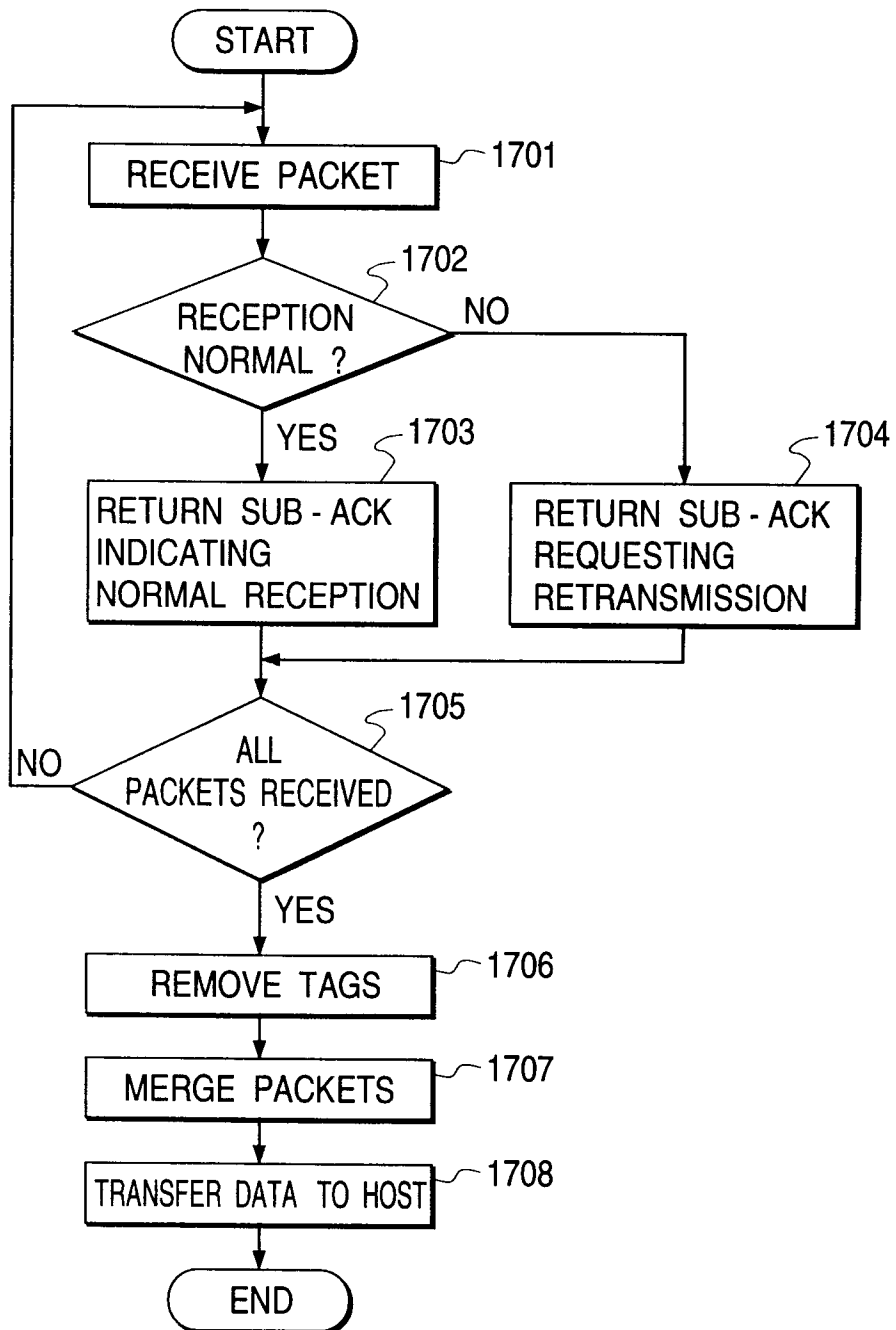 START
1701
RECEIVE PACKET
1702
RECEPTION
NORMAL ?
NO
YES
1703
RETURN SUB - ACK
INDICATING
NORMAL RECEPTION
1704
RETURN SUB - ACK
REQUESTING
RETRANSMISSION
1705
ALL
PACKETS RECEIVED
?
NO
YES
1706
REMOVE TAGS
1707
MERGE PACKETS
1708
TRANSFER DATA TO HOST
END